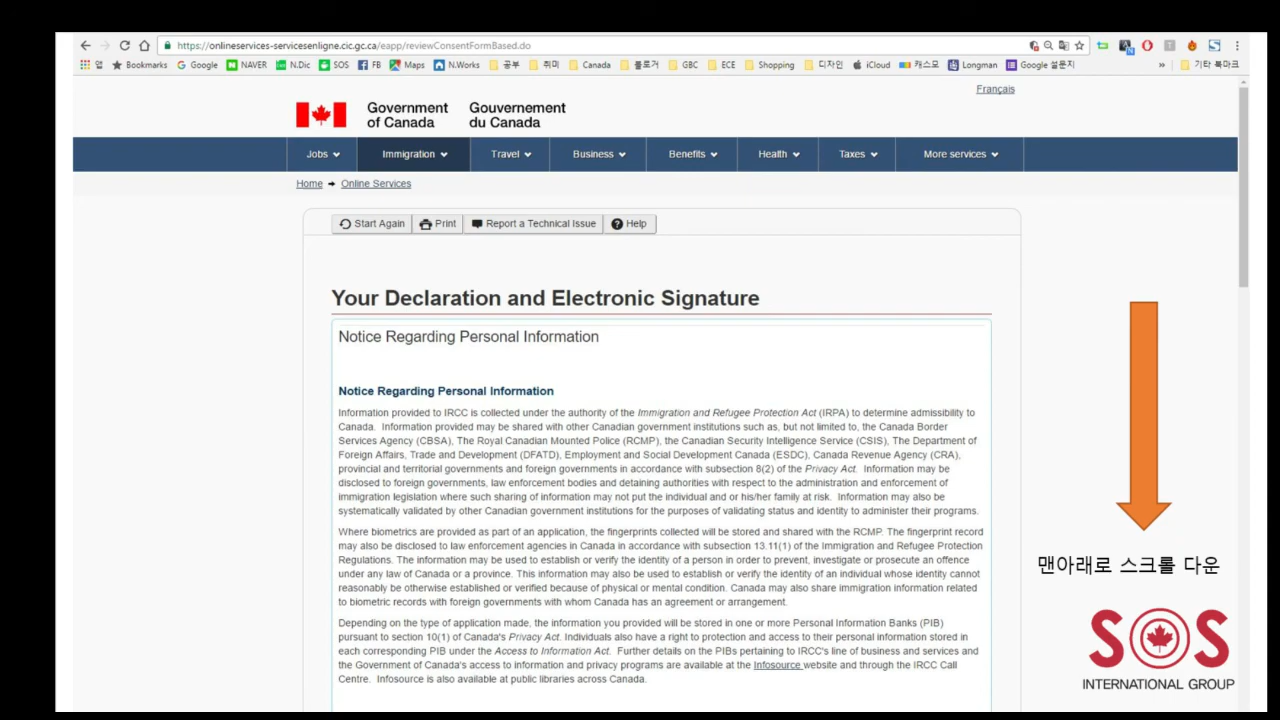 https://onlineservices-servicesenligne.cic.gc.ca/eapp/reviewConsentFormBased.do
앱 Bookmarks Google NAVER N.Dic SOS FB Maps N.Works 공부 취미 Canada 블로거 GBC ECE Shopping 디자인 iCloud 캐스모 Longman Google 설문지 » 기타 북마크
Français
Government of Canada
Gouvernement du Canada
Jobs Immigration Travel Business Benefits Health Taxes More services
Home → Online Services
Start Again Print Report a Technical Issue Help
Your Declaration and Electronic Signature
Notice Regarding Personal Information
Notice Regarding Personal Information
Information provided to IRCC is collected under the authority of the Immigration and Refugee Protection Act (IRPA) to determine admissibility to
Canada. Information provided may be shared with other Canadian government institutions such as, but not limited to, the Canada Border
Services Agency (CBSA), The Royal Canadian Mounted Police (RCMP), the Canadian Security Intelligence Service (CSIS), The Department of
Foreign Affairs, Trade and Development (DFATD), Employment and Social Development Canada (ESDC), Canada Revenue Agency (CRA),
provincial and territorial governments and foreign governments in accordance with subsection 8(2) of the Privacy Act. Information may be
disclosed to foreign governments, law enforcement bodies and detaining authorities with respect to the administration and enforcement of
immigration legislation where such sharing of information may not put the individual and or his/her family at risk. Information may also be
systematically validated by other Canadian government institutions for the purposes of validating status and identity to administer their programs.
Where biometrics are provided as part of an application, the fingerprints collected will be stored and shared with the RCMP. The fingerprint record
may also be disclosed to law enforcement agencies in Canada in accordance with subsection 13.11(1) of the Immigration and Refugee Protection
Regulations. The information may be used to establish or verify the identity of a person in order to prevent, investigate or prosecute an offence
under any law of Canada or a province. This information may also be used to establish or verify the identity of an individual whose identity cannot
reasonably be otherwise established or verified because of physical or mental condition. Canada may also share immigration information related
to biometric records with foreign governments with whom Canada has an agreement or arrangement.
Depending on the type of application made, the information you provided will be stored in one or more Personal Information Banks (PIB)
pursuant to section 10(1) of Canada's Privacy Act. Individuals also have a right to protection and access to their personal information stored in
each corresponding PIB under the Access to Information Act. Further details on the PIBs pertaining to IRCC's line of business and services and
the Government of Canada's access to information and privacy programs are available at the Infosource website and through the IRCC Call
Centre. Infosource is also available at public libraries across Canada.
맨아래로 스크롤 다운
SOS
INTERNATIONAL GROUP